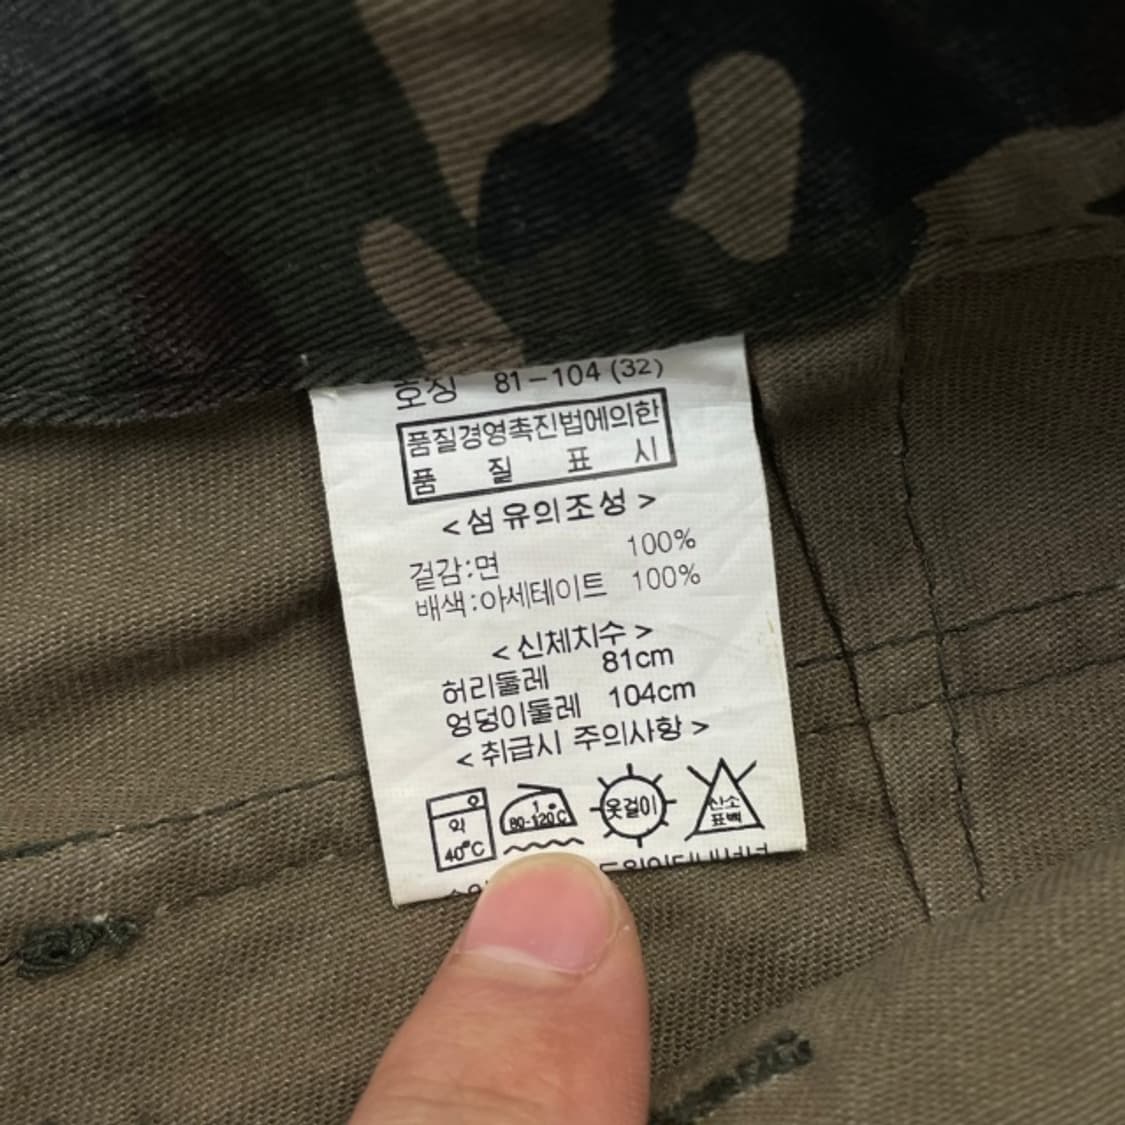 호칭 81-104 (32)
품질경영촉진법에의한
품 질 표 시
<섬유의조성>
겉감:면 100%
배색:아세테이트 100%
<신체치수>
허리둘레 81cm
엉덩이둘레 104cm
<취급시 주의사항>
약 40℃
1 80-120℃
옷걸이
산소 표백